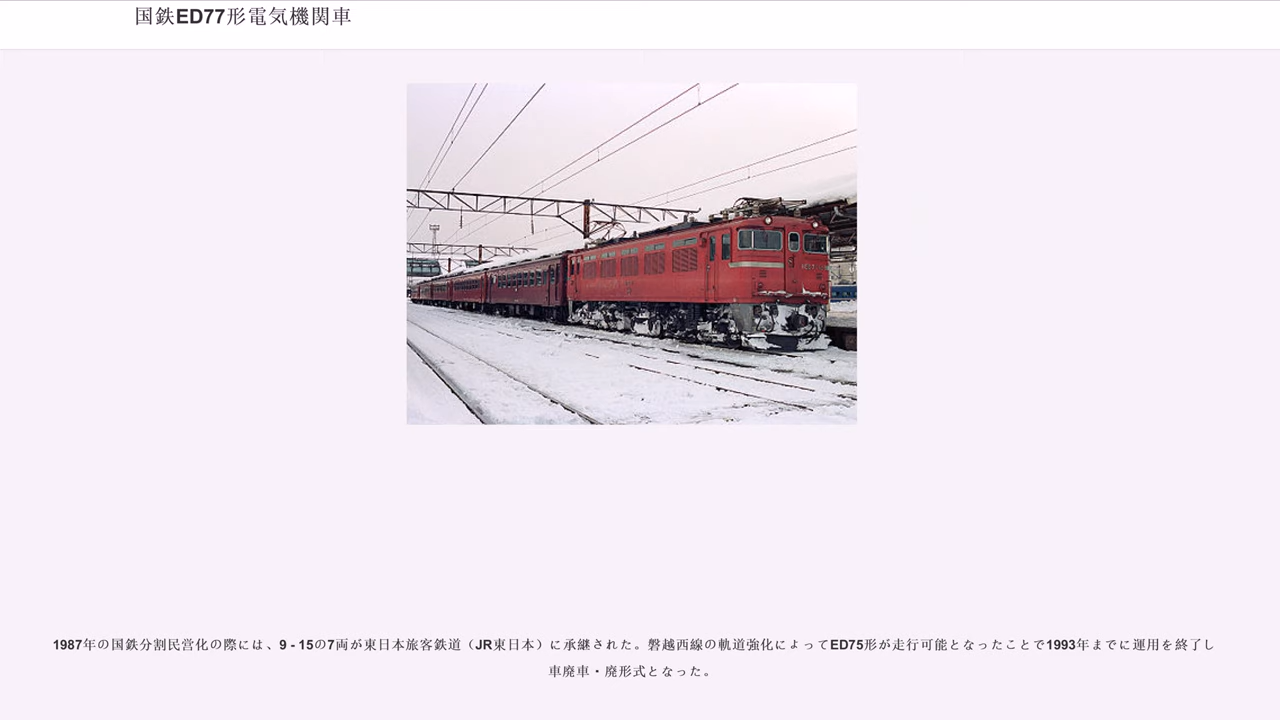 国鉄ED77形電気機関車
1987年の国鉄分割民営化の際には、9 - 15の7両が東日本旅客鉄道（JR東日本）に承継された。磐越西線の軌道強化によってED75形が走行可能となったことで1993年までに運用を終了し
車廃車・廃形式となった。